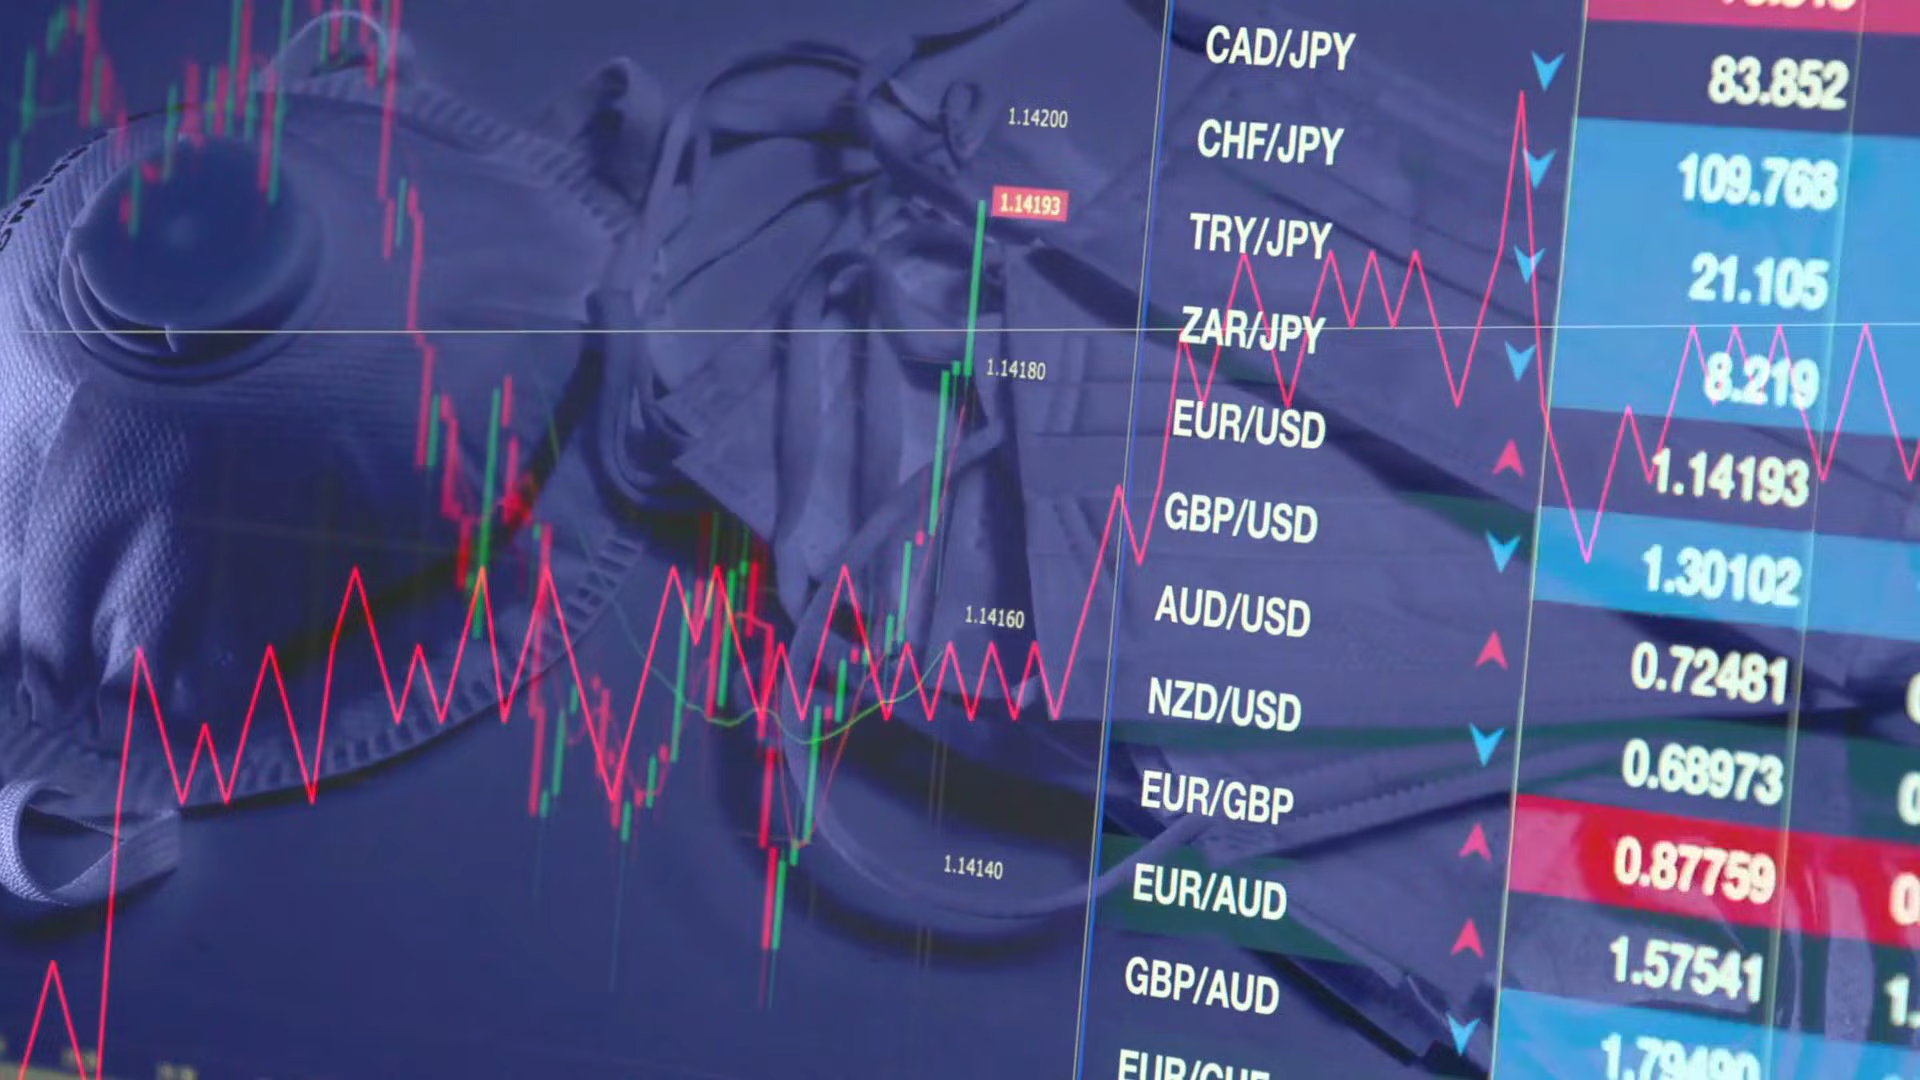 1.14200
1.14193
1.14180
1.14160
1.14140
CAD/JPY 83.852
CHF/JPY 109.768
TRY/JPY 21.105
ZAR/JPY 8.219
EUR/USD 1.14193
GBP/USD 1.30102
AUD/USD 0.72481
NZD/USD 0.68973
EUR/GBP 0.87759
EUR/AUD 1.57541
GBP/AUD 1.79490